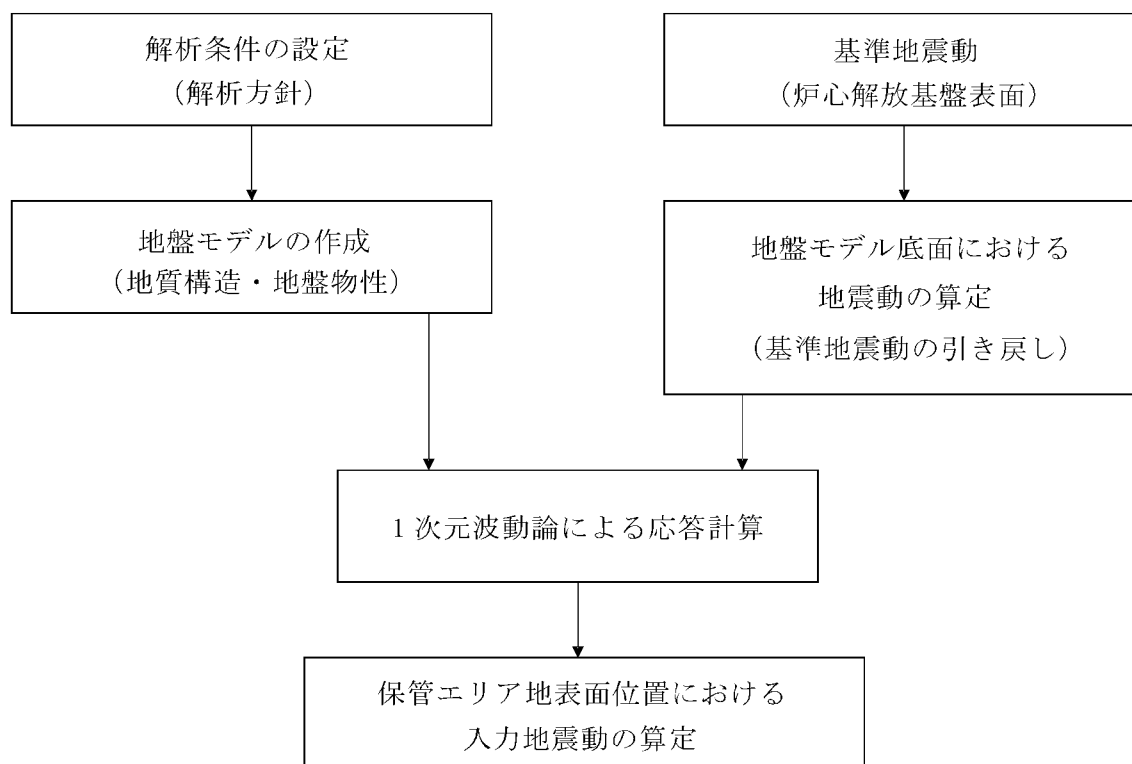 解析条件の設定
（解析方針）
基準地震動
（炉心解放基盤表面）
地盤モデルの作成
（地質構造・地盤物性）
地盤モデル底面における
地震動の算定
（基準地震動の引き戻し）
1次元波動論による応答計算
保管エリア地表面位置における
入力地震動の算定